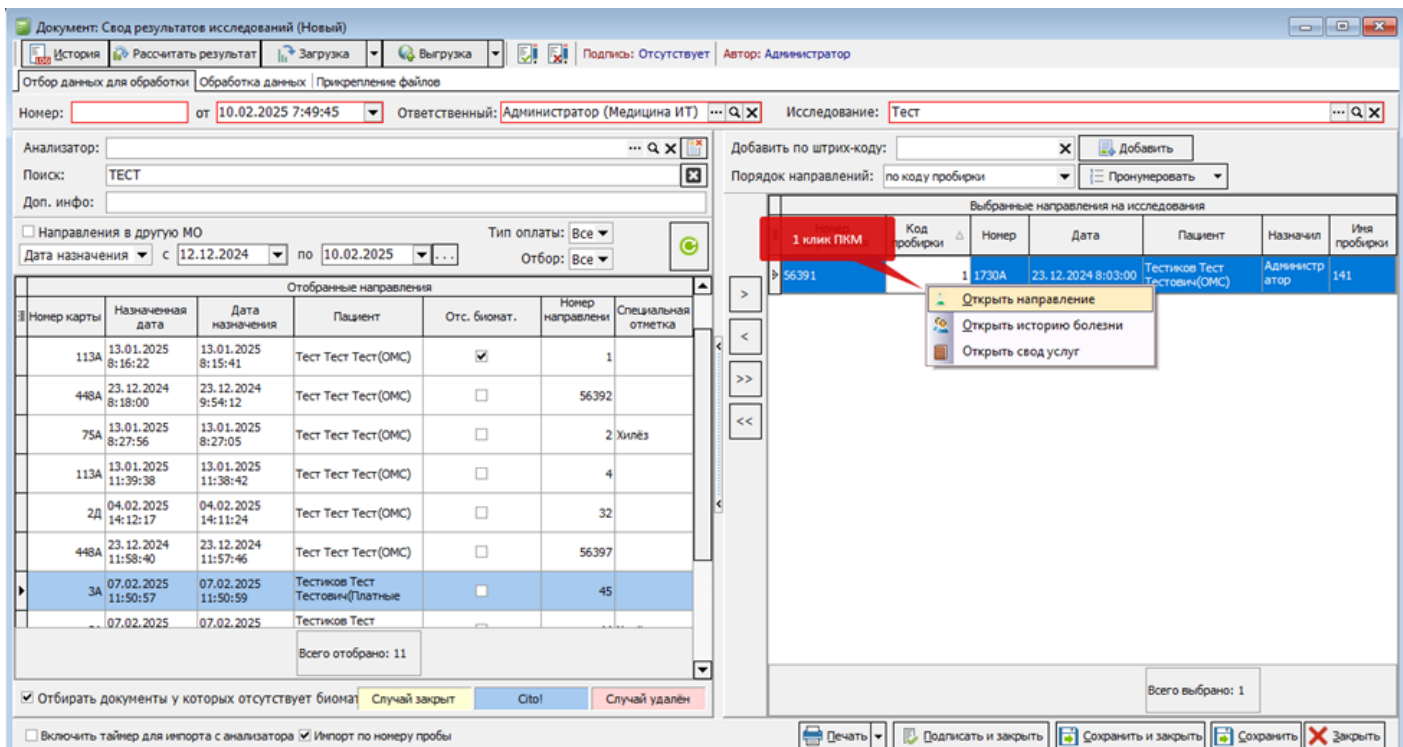 Документ: Свод результатов исследований (Новый)
История Рассчитать результат Загрузка Выгрузка Подпись: Отсутствует Автор: Администратор
Отбор данных для обработки Обработка данных Прикрепление файлов
Номер: от 10.02.2025 7:49:45 Ответственный: Администратор (Медицина ИТ) ... Исследование: Тест ...
Анализатор: ...
Поиск: ТЕСТ
Доп. инфо:
Добавить по штрих-коду: Добавить
Порядок направлений: по коду пробирки Пронумеровать
Направления в другую МО Тип оплаты: Все
Дата назначения с 12.12.2024 по 10.02.2025 ... Отбор: Все
Отобранные направления
Номер карты Назначенная дата Дата назначения Пациент Отс. биомат. Номер направлени Специальная отметка
113А 13.01.2025 8:16:22 13.01.2025 8:15:41 Тест Тест Тест(ОМС) 1
448А 23.12.2024 8:18:00 23.12.2024 9:54:12 Тест Тест Тест(ОМС) 56392
75А 13.01.2025 8:27:56 13.01.2025 8:27:05 Тест Тест Тест(ОМС) 2 Хилёз
113А 13.01.2025 11:39:38 13.01.2025 11:38:42 Тест Тест Тест(ОМС) 4
2Д 04.02.2025 14:12:17 04.02.2025 14:11:24 Тест Тест Тест(ОМС) 32
448А 23.12.2024 11:58:40 23.12.2024 11:57:46 Тест Тест Тест(ОМС) 56397
3А 07.02.2025 11:50:57 07.02.2025 11:50:59 Тестиков Тест Тестович(Платные 45
07.02.2025 07.02.2025 Тестиков Тест
Всего отобрано: 11
Отбирать документы у которых отсутствует биомат Случай закрыт Cito! Случай удалён
Включить таймер для импорта с анализатора Импорт по номеру пробы
>
<
>>
<<
Выбранные направления на исследования
1 клик ПКМ Код пробирки Номер Дата Пациент Назначил Имя пробирки
56391 1 1730А 23.12.2024 8:03:00 Тестиков Тест Тестович(ОМС) Администр атор 141
Открыть направление
Открыть историю болезни
Открыть свод услуг
Всего выбрано: 1
Печать Подписать и закрыть Сохранить и закрыть Сохранить Закрыть